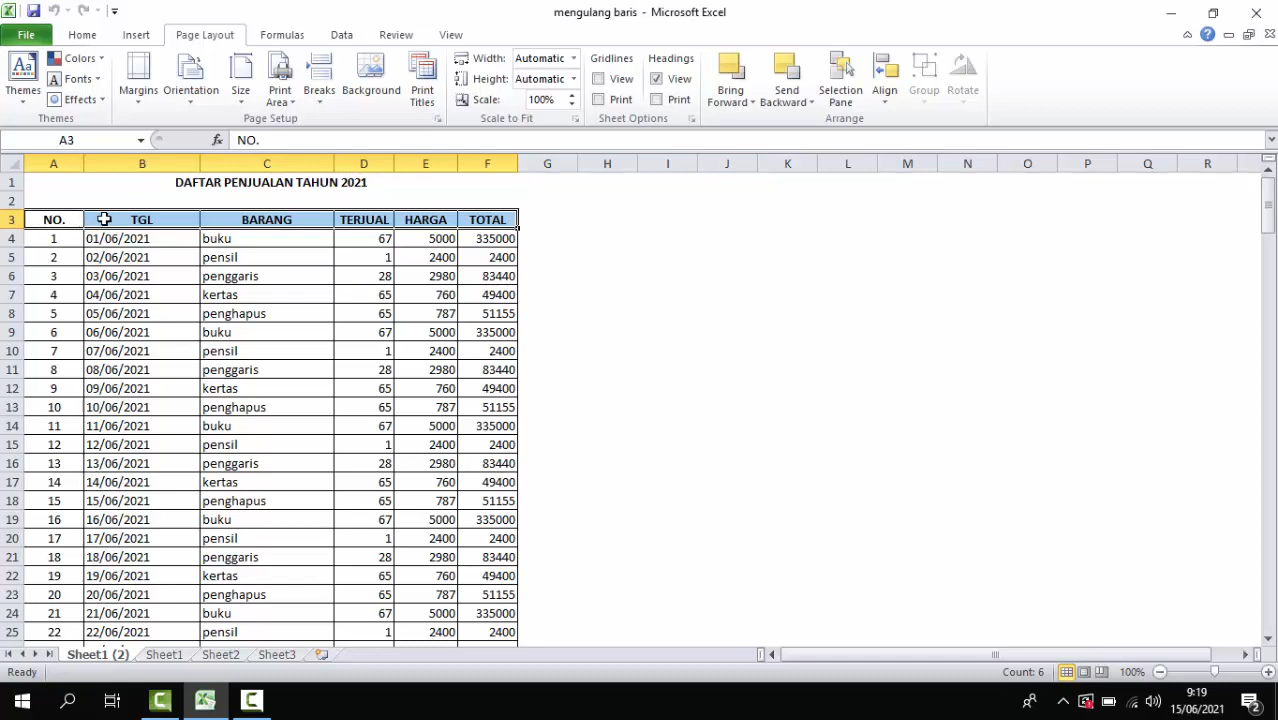 mengulang baris - Microsoft Excel
File Home Insert Page Layout Formulas Data Review View
Colors Width: Automatic Gridlines Headings
Aa Fonts Height: Automatic View View
Themes Effects Margins Orientation Size Print Area Breaks Background Print Titles Scale: 100% Print Print Bring Forward Send Backward Selection Pane Align Group Rotate
Themes Page Setup Scale to Fit Sheet Options Arrange
A3 fx NO.
A B C D E F G H I J K L M N O P Q R
1 DAFTAR PENJUALAN TAHUN 2021
2
3 NO. TGL BARANG TERJUAL HARGA TOTAL
4 1 01/06/2021 buku 67 5000 335000
5 2 02/06/2021 pensil 1 2400 2400
6 3 03/06/2021 penggaris 28 2980 83440
7 4 04/06/2021 kertas 65 760 49400
8 5 05/06/2021 penghapus 65 787 51155
9 6 06/06/2021 buku 67 5000 335000
10 7 07/06/2021 pensil 1 2400 2400
11 8 08/06/2021 penggaris 28 2980 83440
12 9 09/06/2021 kertas 65 760 49400
13 10 10/06/2021 penghapus 65 787 51155
14 11 11/06/2021 buku 67 5000 335000
15 12 12/06/2021 pensil 1 2400 2400
16 13 13/06/2021 penggaris 28 2980 83440
17 14 14/06/2021 kertas 65 760 49400
18 15 15/06/2021 penghapus 65 787 51155
19 16 16/06/2021 buku 67 5000 335000
20 17 17/06/2021 pensil 1 2400 2400
21 18 18/06/2021 penggaris 28 2980 83440
22 19 19/06/2021 kertas 65 760 49400
23 20 20/06/2021 penghapus 65 787 51155
24 21 21/06/2021 buku 67 5000 335000
25 22 22/06/2021 pensil 1 2400 2400
Sheet1 (2) Sheet1 Sheet2 Sheet3
Ready Count: 6 100%
9:19
15/06/2021 2